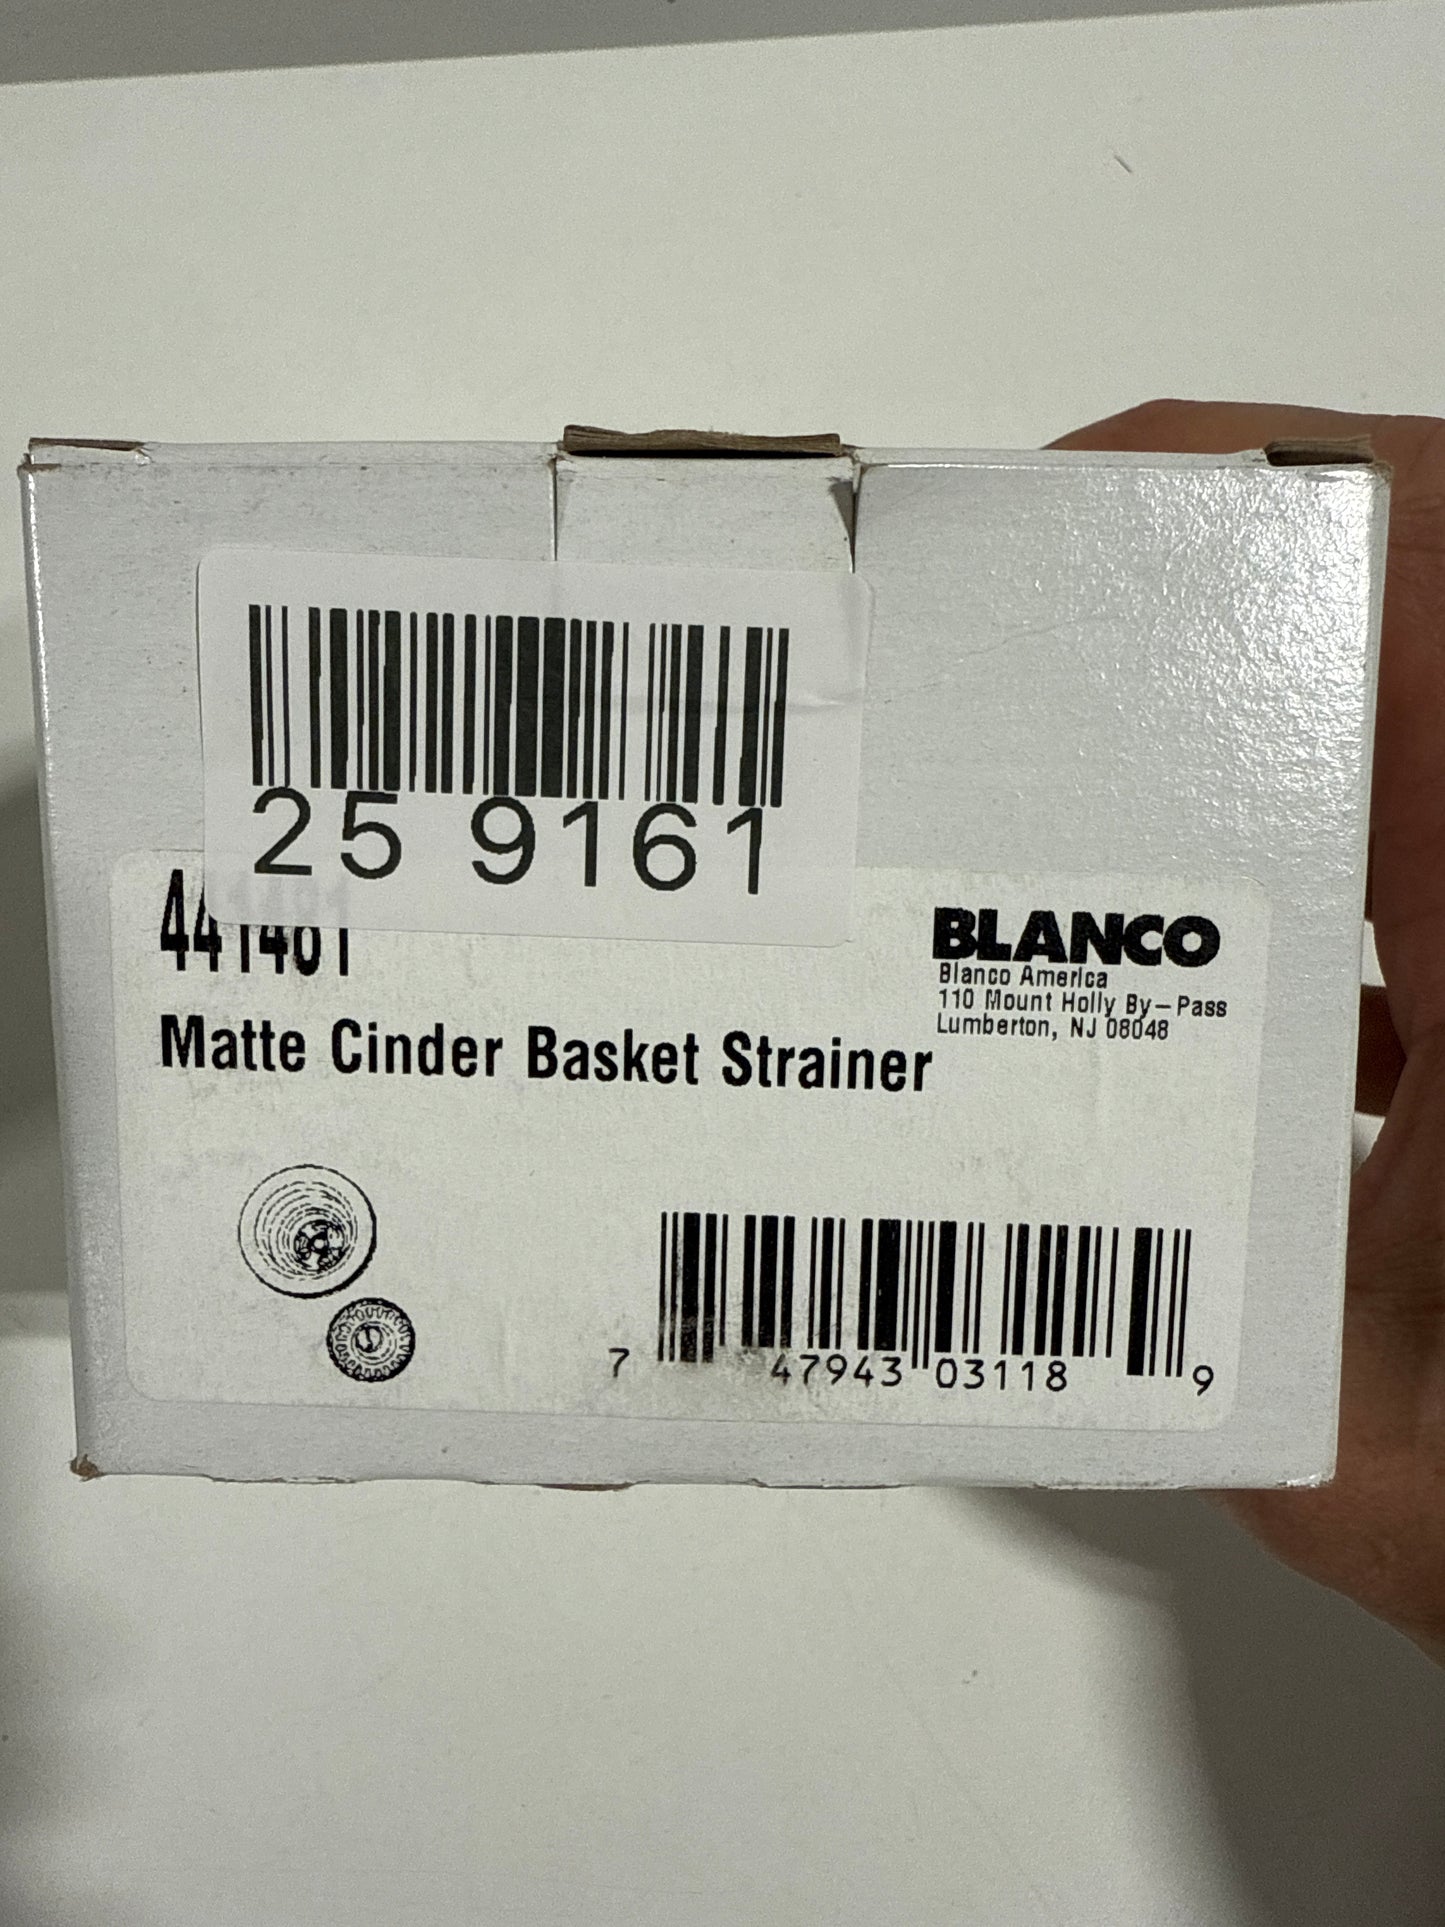 25 9161
BLANCO
Blanco America
110 Mount Holly By-Pass
Lumberton, NJ 08048
Matte Cinder Basket Strainer
7 47943 03118 9